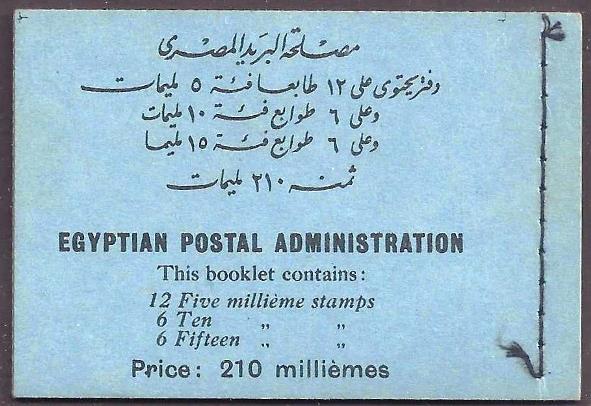 مصلحة البريد المصرى
دفتر يحتوى على ١٢ طابعا فئة ٥ مليمات
وعلى ٦ طوابع فئة ١٠ مليمات
وعلى ٦ طوابع فئة ١٥ مليما
ثمنه ٢١٠ مليمات
EGYPTIAN POSTAL ADMINISTRATION
This booklet contains:
12 Five millième stamps
6 Ten „ „
6 Fifteen „ „
Price: 210 millièmes